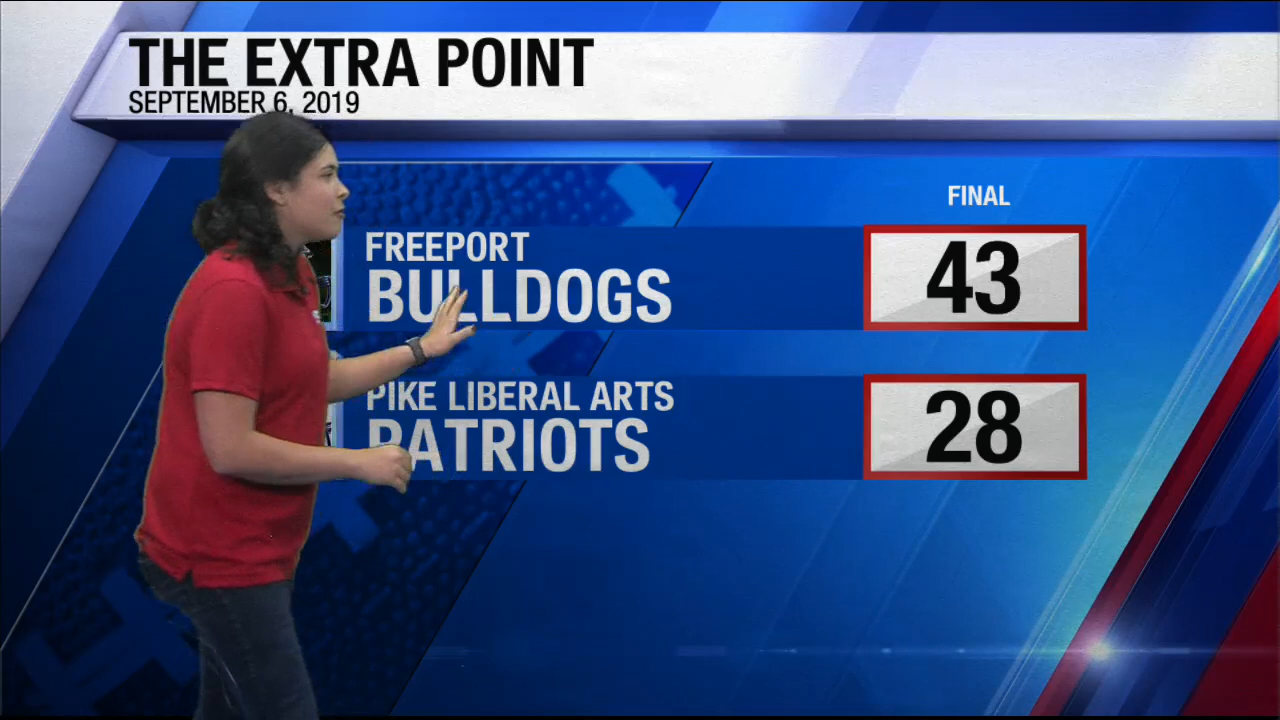 THE EXTRA POINT
SEPTEMBER 6, 2019
FINAL
FREEPORT
BULLDOGS
43
PIKE LIBERAL ARTS
PATRIOTS
28